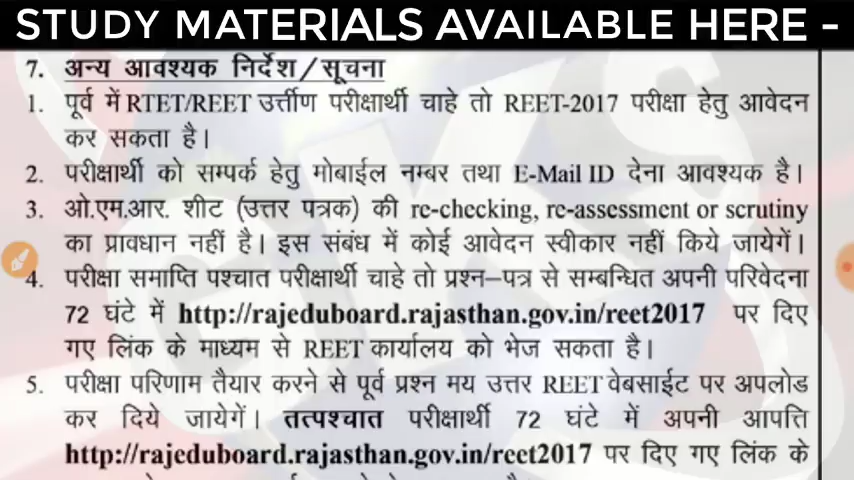 STUDY MATERIALS AVAILABLE HERE -
7. अन्य आवश्यक निर्देश/सूचना
1. पूर्व में RTET/REET उर्त्तीण परीक्षार्थी चाहे तो REET-2017 परीक्षा हेतु आवेदन
कर सकता है।
2. परीक्षार्थी को सम्पर्क हेतु मोबाईल नम्बर तथा E-Mail ID देना आवश्यक है।
3. ओ.एम.आर. शीट (उत्तर पत्रक) की re-checking, re-assessment or scrutiny
का प्रावधान नहीं है। इस संबंध में कोई आवेदन स्वीकार नहीं किये जायेगें।
4. परीक्षा समाप्ति पश्चात परीक्षार्थी चाहे तो प्रश्न–पत्र से सम्बन्धित अपनी परिवेदना
72 घंटे में http://rajeduboard.rajasthan.gov.in/reet2017 पर दिए
गए लिंक के माध्यम से REET कार्यालय को भेज सकता है।
5. परीक्षा परिणाम तैयार करने से पूर्व प्रश्न मय उत्तर REET वेबसाईट पर अपलोड
कर दिये जायेगें। तत्पश्चात परीक्षार्थी 72 घंटे में अपनी आपत्ति
http://rajeduboard.rajasthan.gov.in/reet2017 पर दिए गए लिंक के